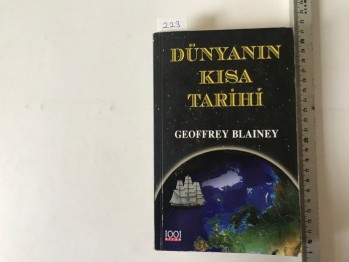 223
DÜNYANIN
KISA
TARİHİ
GEOFFREY BLAINEY
1001